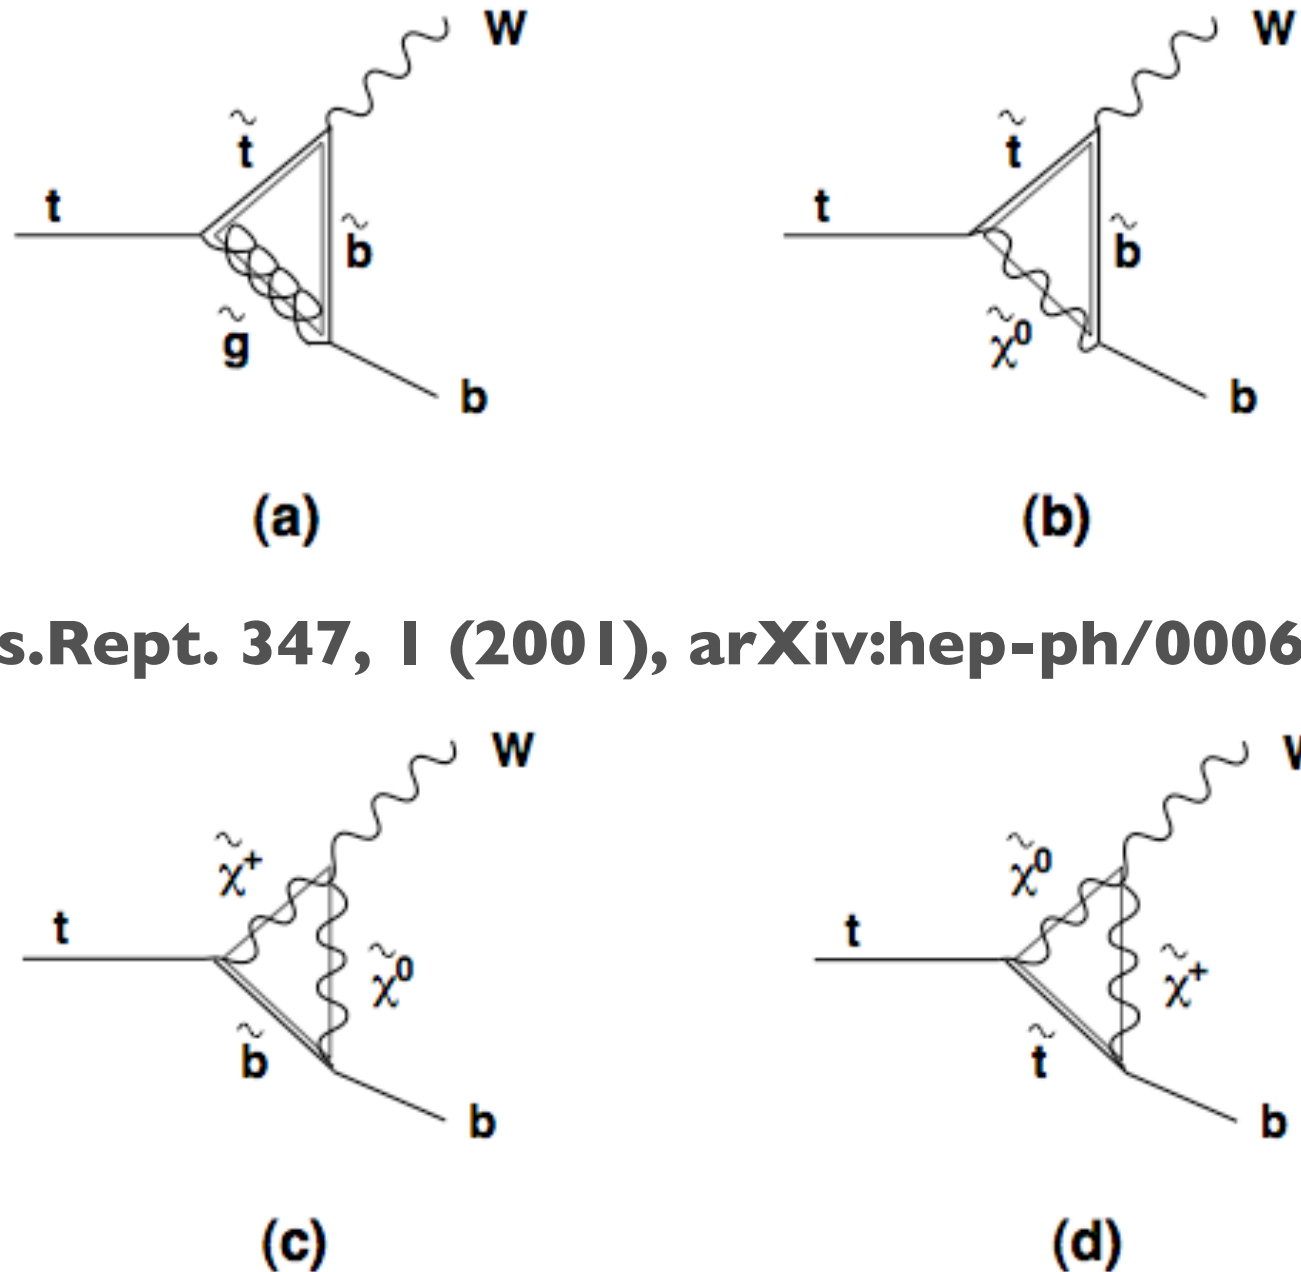 W W
t̃ t̃
t t
b̃ b̃
g̃ χ̃⁰
b b
(a) (b)
s.Rept. 347, 1 (2001), arXiv:hep-ph/0006
W
χ̃⁺ χ̃⁰
t t
χ̃⁰ χ̃⁺
b̃ t̃
b b
(c) (d)